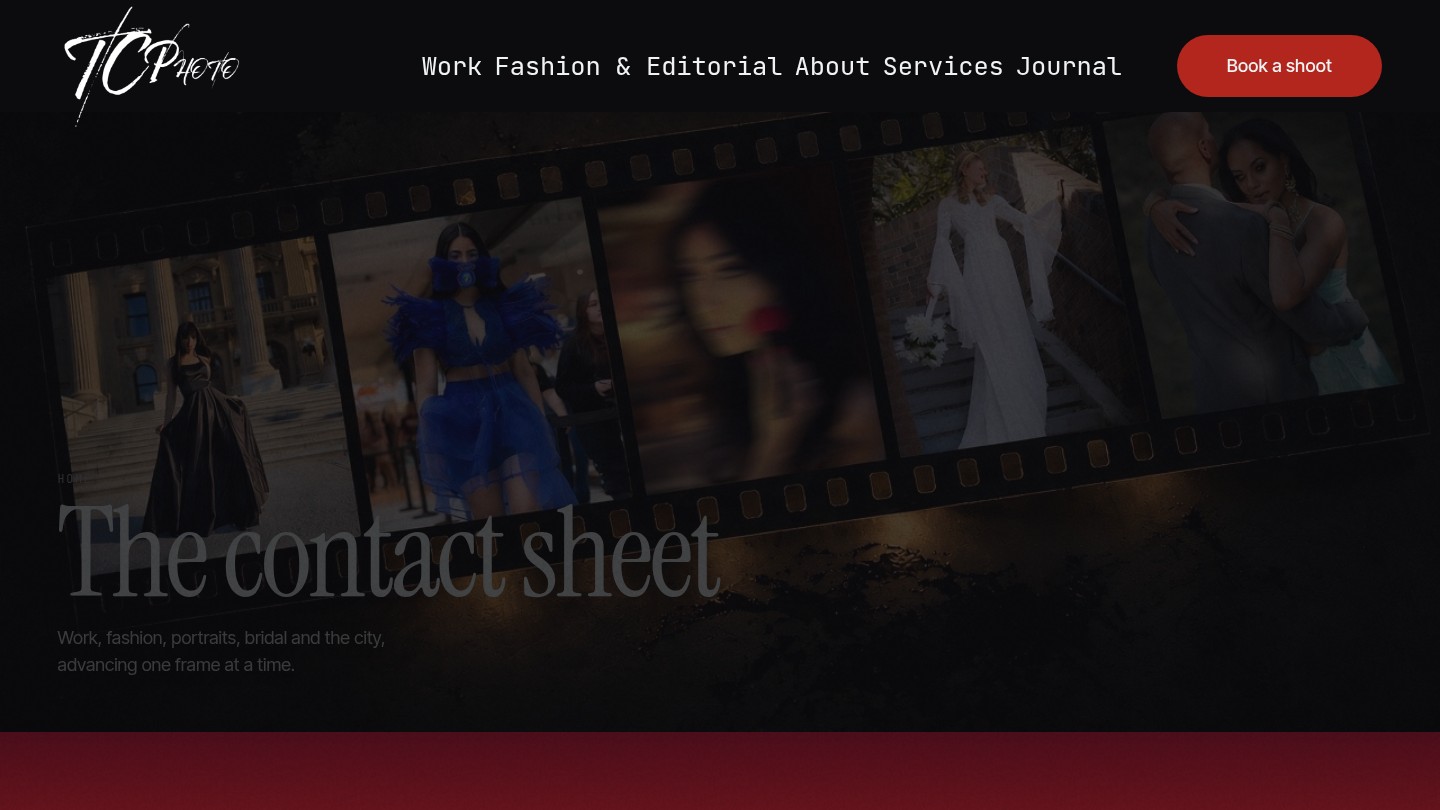 TCPHOTO
Work Fashion & Editorial About Services Journal
Book a shoot
The contact sheet
Work, fashion, portraits, bridal and the city,
advancing one frame at a time.